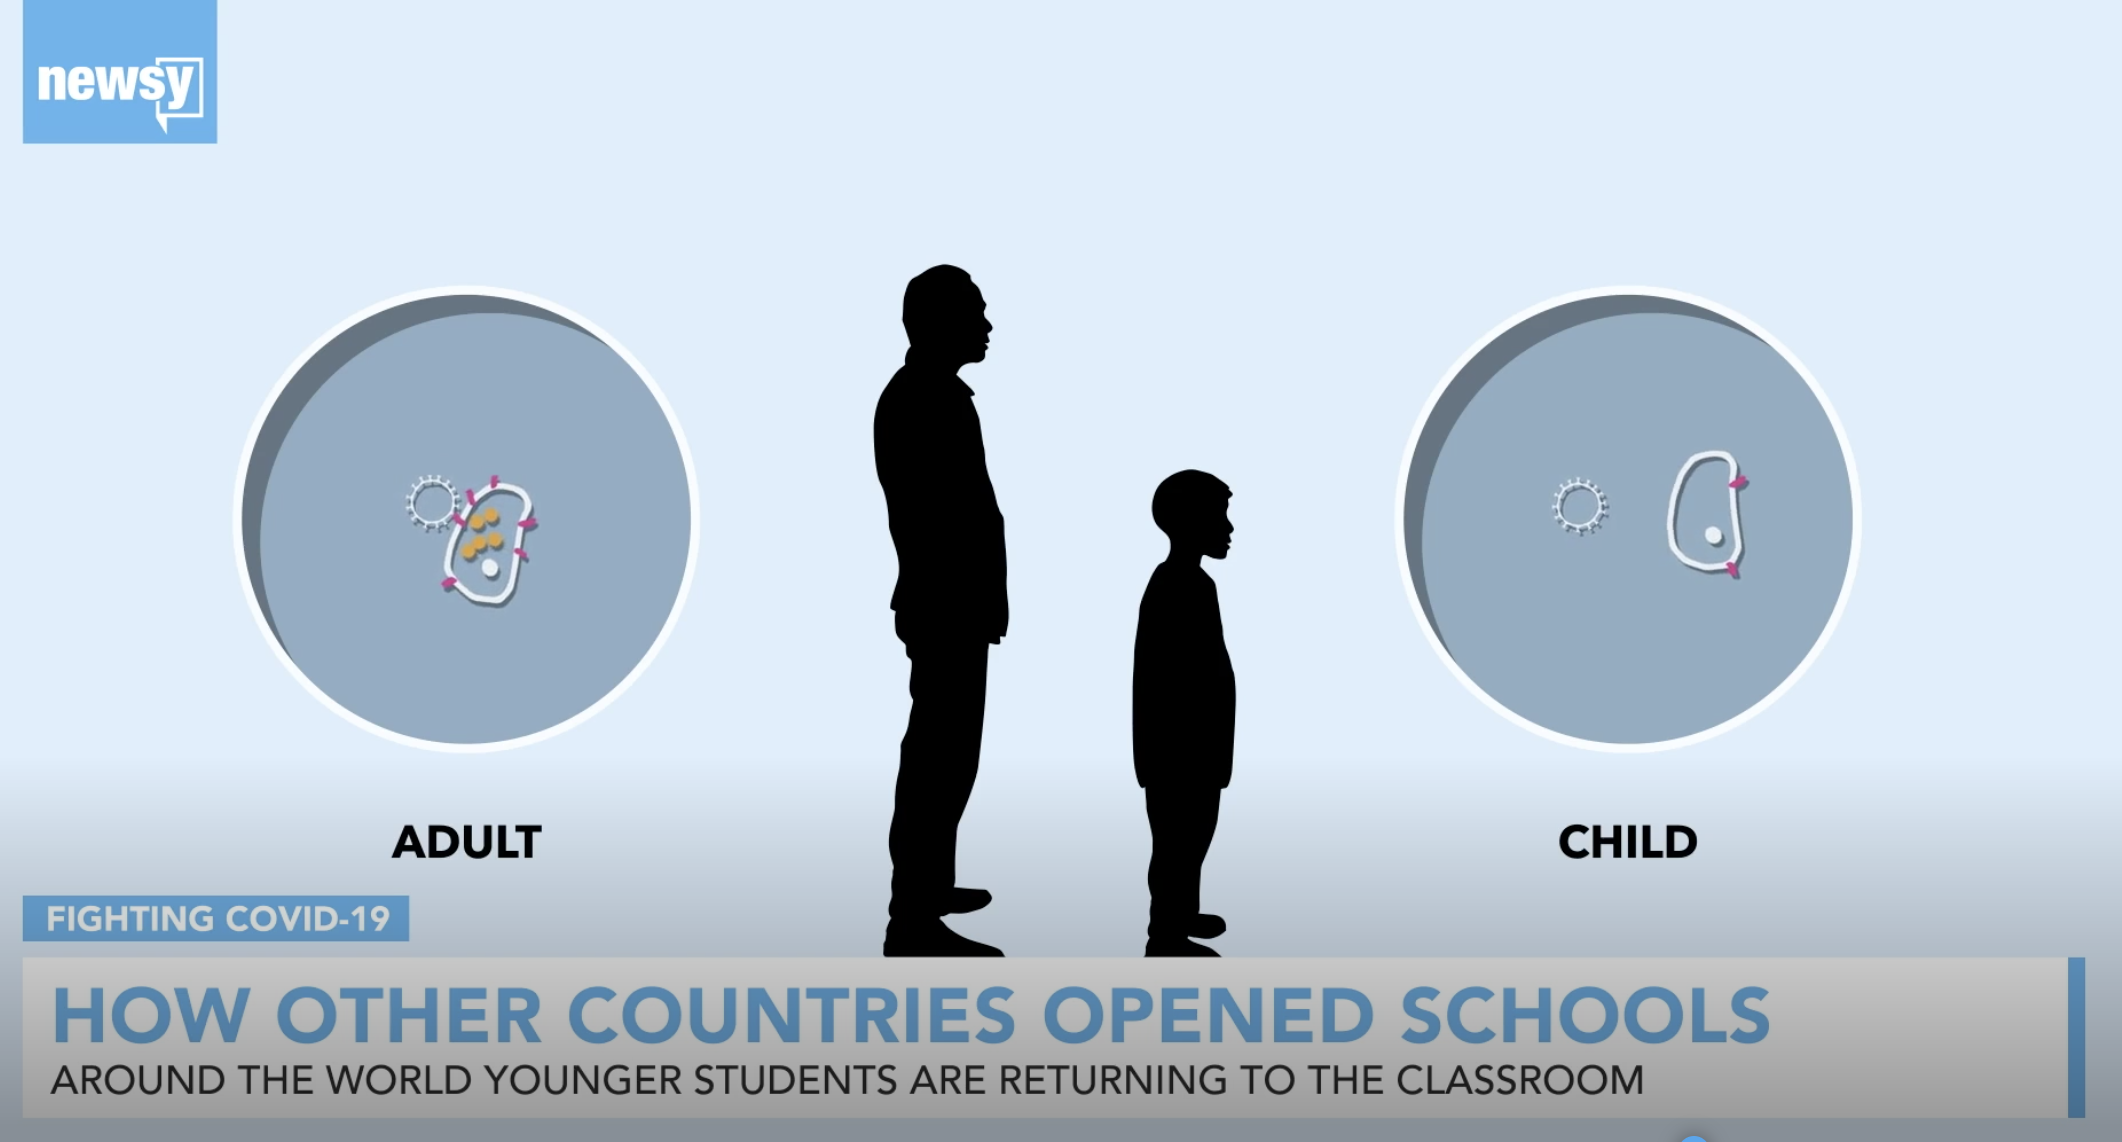 newsy
ADULT
CHILD
FIGHTING COVID-19
HOW OTHER COUNTRIES OPENED SCHOOLS
AROUND THE WORLD YOUNGER STUDENTS ARE RETURNING TO THE CLASSROOM